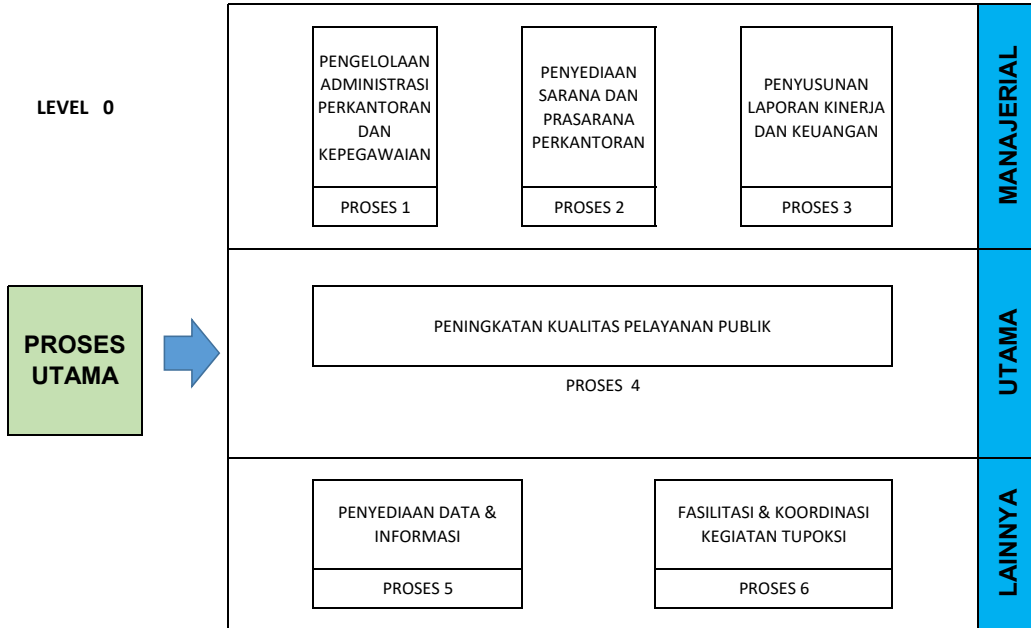 LEVEL 0
PENGELOLAAN
ADMINISTRASI
PERKANTORAN
DAN
KEPEGAWAIAN
PROSES 1
PENYEDIAAN
SARANA DAN
PRASARANA
PERKANTORAN
PROSES 2
PENYUSUNAN
LAPORAN KINERJA
DAN KEUANGAN
PROSES 3
MANAJERIAL
PROSES
UTAMA
PENINGKATAN KUALITAS PELAYANAN PUBLIK
PROSES 4
UTAMA
PENYEDIAAN DATA &
INFORMASI
PROSES 5
FASILITASI & KOORDINASI
KEGIATAN TUPOKSI
PROSES 6
LAINNYA